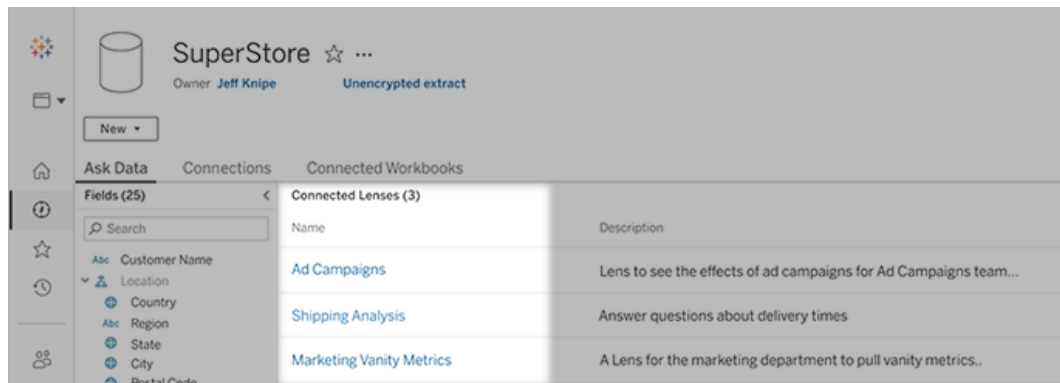 SuperStore ☆ ...
Owner Jeff Knipe Unencrypted extract
New
Ask Data Connections Connected Workbooks
Fields (25)
Search
Abc Customer Name
Location
Country
Abc Region
State
City
Postal Code
Connected Lenses (3)
Name Description
Ad Campaigns Lens to see the effects of ad campaigns for Ad Campaigns team...
Shipping Analysis Answer questions about delivery times
Marketing Vanity Metrics A Lens for the marketing department to pull vanity metrics..